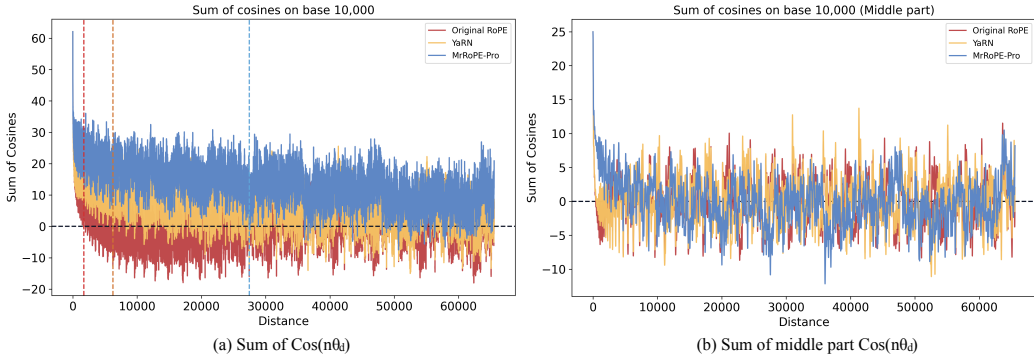 Sum of cosines on base 10,000
Sum of Cosines
60
50
40
30
20
10
0
−10
−20
0
10000
20000
30000
40000
50000
60000
Distance
Original RoPE
YaRN
MrRoPE-Pro
(a) Sum of Cos(nθd)
Sum of cosines on base 10,000 (Middle part)
Sum of Cosines
25
20
15
10
5
0
−5
−10
0
10000
20000
30000
40000
50000
60000
Distance
Original RoPE
YaRN
MrRoPE-Pro
(b) Sum of middle part Cos(nθd)